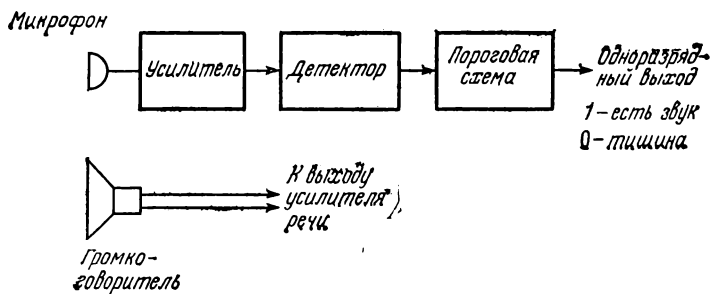 Микрофон
Усилитель
Детектор
Пороговая
схема
Одноразряд-
ный выход
1 – есть звук
0 – тишина
К выходу
усилителя
речи
Громко-
говоритель